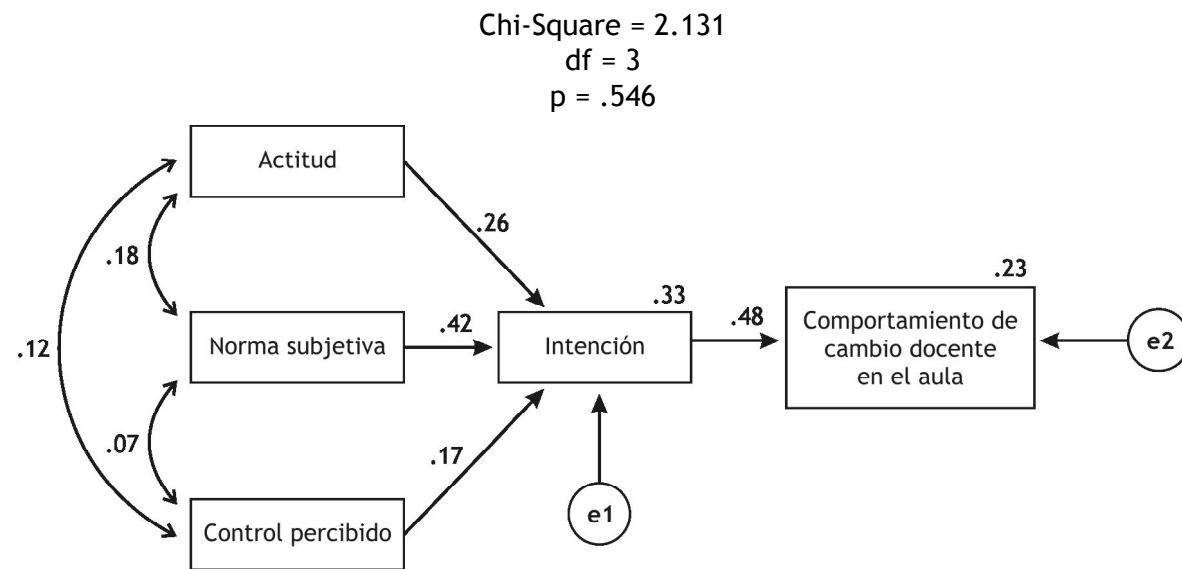 Chi-Square = 2.131
df = 3
p = .546
Actitud
.26
.18
.12
Norma subjetiva
.42
.33
Intención
.48
.23
Comportamiento de
cambio docente
en el aula
e2
.07
.17
Control percibido
e1